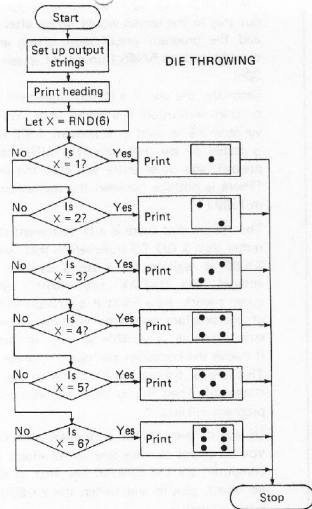 Start
Set up output
strings
DIE THROWING
Print heading
Let X = RND(6)
No
Is
X = 1?
Yes
Print
No
Is
X = 2?
Yes
Print
No
Is
X = 3?
Yes
Print
No
Is
X = 4?
Yes
Print
No
Is
X = 5?
Yes
Print
No
Is
X = 6?
Yes
Print
Stop